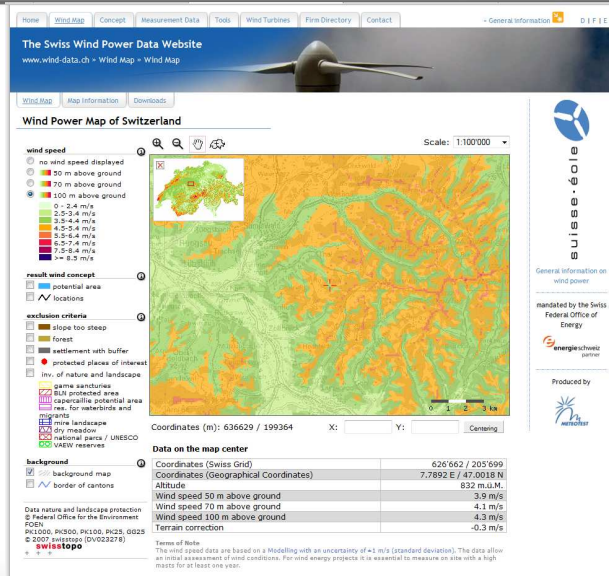 Home
Wind Map
Concept
Measurement Data
Tools
Wind Turbines
Firm Directory
Contact
~ General information
D | F | E
The Swiss Wind Power Data Website
www.wind-data.ch » Wind Map » Wind Map
Wind Map
Map Information
Downloads
Wind Power Map of Switzerland
Scale: 1:100'000
wind speed
no wind speed displayed
50 m above ground
70 m above ground
100 m above ground
0 - 2.4 m/s
2.5-3.4 m/s
3.5-4.4 m/s
4.5-5.4 m/s
5.5-6.4 m/s
6.5-7.4 m/s
7.5-8.4 m/s
>= 8.5 m/s
result wind concept
potential area
locations
exclusion criteria
slope too steep
forest
settlement with buffer
protected places of interest
inv. of nature and landscape
game sancturies
BLN protected area
capercaillie potential area
res. for waterbirds and
migrants
mire landscape
dry meadow
national parcs / UNESCO
VAEW reserves
background
background map
border of cantons
Data nature and landscape protection
© Federal Office for the Environment
FOEN
PK1000, PK500, PK100, PK25, GG25
© 2007 swisstopo (DV023278)
swisstopo
0 1 2 3 km
Coordinates (m): 636629 / 199364
X:
Y:
Centering
Data on the map center
Coordinates (Swiss Grid) 626'662 / 205'699
Coordinates (Geographical Coordinates) 7.7892 E / 47.0018 N
Altitude 832 m.ü.M.
Wind speed 50 m above ground 3.9 m/s
Wind speed 70 m above ground 4.1 m/s
Wind speed 100 m above ground 4.3 m/s
Terrain correction -0.3 m/s
Terms of Note
The wind speed data are based on a Modelling with an uncertainty of ±1 m/s (standard deviation). The data allow
an initial assessment of wind conditions. For wind energy projects it is essential to measure on site with a high
masts for at least one year.
suisse·éole
General information on
wind power
mandated by the Swiss
Federal Office of
Energy
energieschweiz
partner
Produced by
METEOTEST